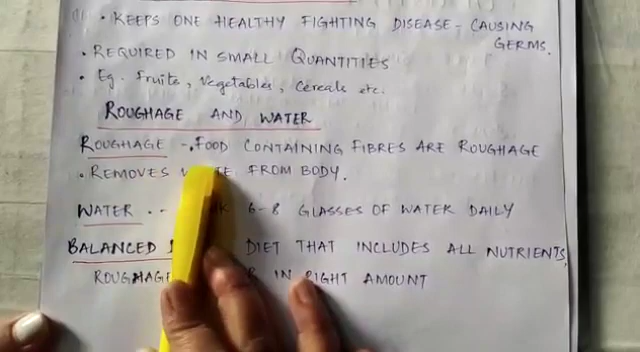 • KEEPS ONE HEALTHY FIGHTING DISEASE - CAUSING
GERMS.
• REQUIRED IN SMALL QUANTITIES
• Eg. Fruits, Vegetables, Cereals etc.
ROUGHAGE AND WATER
ROUGHAGE -. FOOD CONTAINING FIBRES ARE ROUGHAGE
• REMOVES FROM BODY.
WATER .- 6-8 GLASSES OF WATER DAILY
BALANCED DIET THAT INCLUDES ALL NUTRIENTS,
ROUGHAGE IN RIGHT AMOUNT